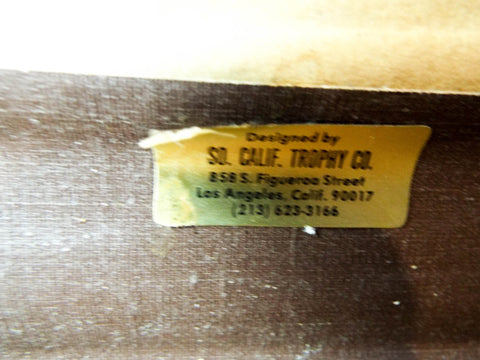 Designed by
SO. CALIF. TROPHY CO.
858 S. Figueroa Street
Los Angeles, Calif. 90017
(213) 623-3166